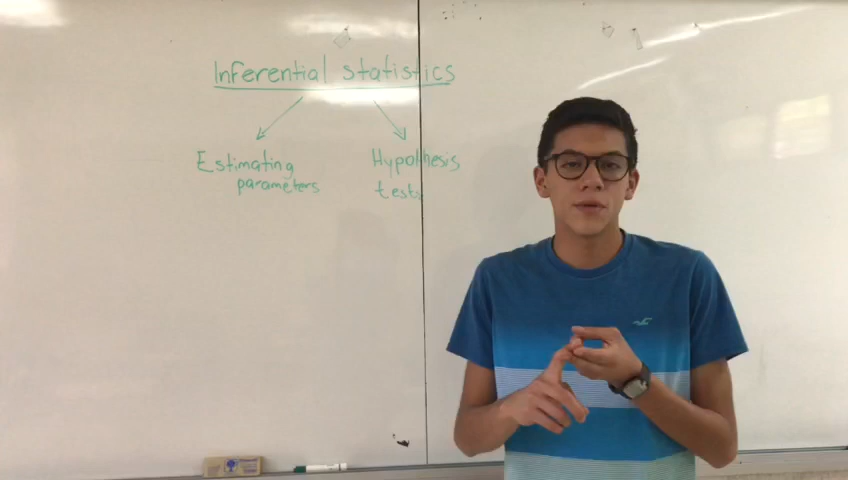 Inferential statistics
Estimating
parameters
Hypothesis
tests